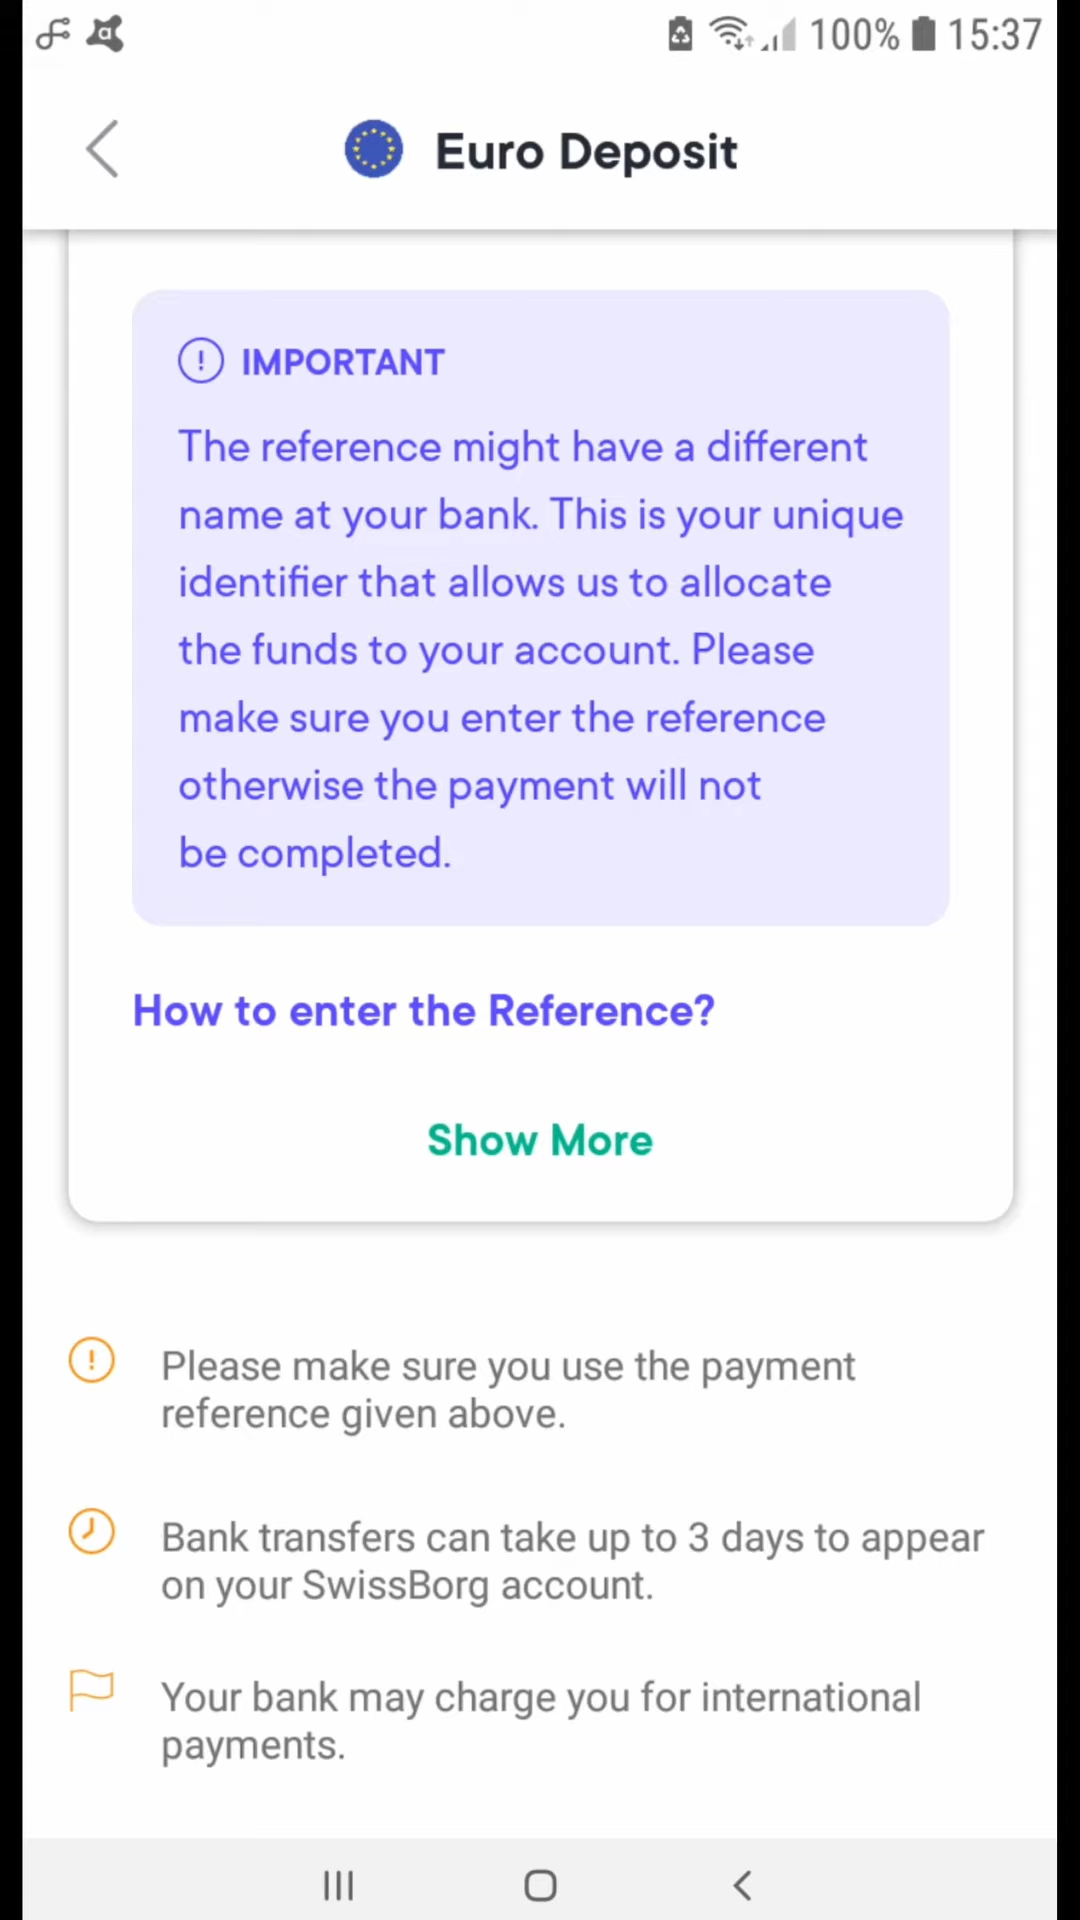 100% 15:37
Euro Deposit
! IMPORTANT
The reference might have a different
name at your bank. This is your unique
identifier that allows us to allocate
the funds to your account. Please
make sure you enter the reference
otherwise the payment will not
be completed.
How to enter the Reference?
Show More
! Please make sure you use the payment
reference given above.
Bank transfers can take up to 3 days to appear
on your SwissBorg account.
Your bank may charge you for international
payments.